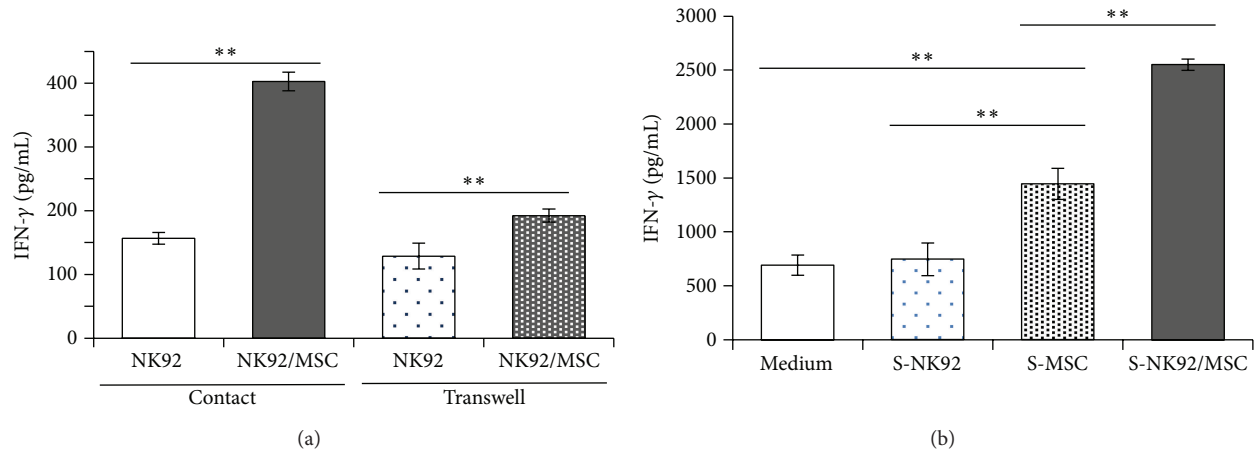 **
400
300
200
100
0
IFN-γ (pg/mL)
**
NK92
NK92/MSC
NK92
NK92/MSC
Contact
Transwell
(a)
3000
2500
2000
1500
1000
500
0
IFN-γ (pg/mL)
**
**
**
Medium
S-NK92
S-MSC
S-NK92/MSC
(b)